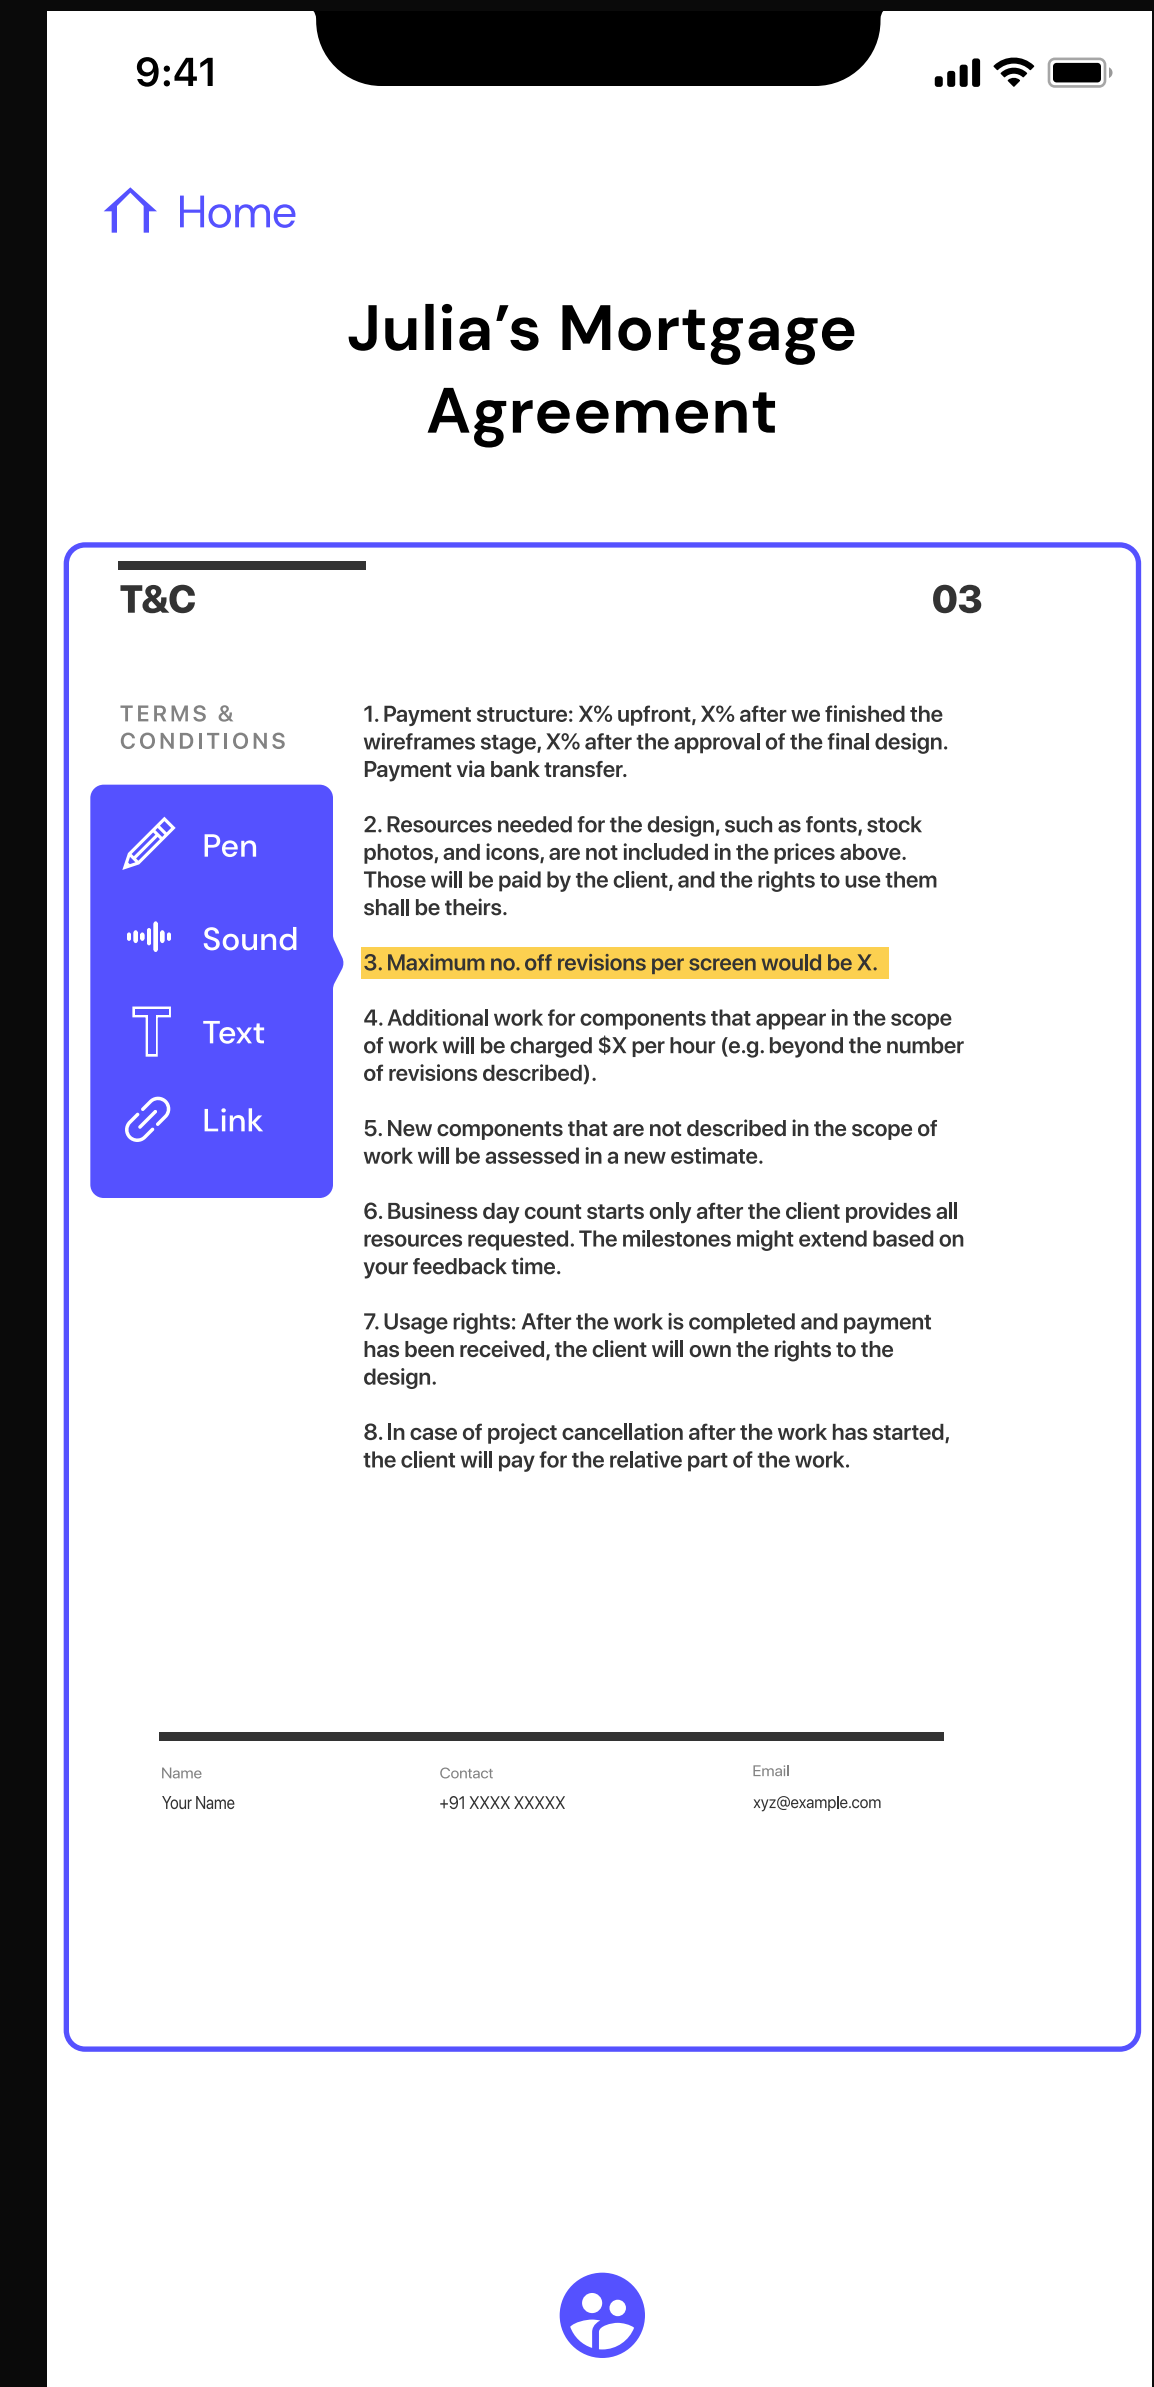 9:41
Home
Julia’s Mortgage
Agreement
T&C
03
TERMS &
CONDITIONS
Pen
Sound
Text
Link
1. Payment structure: X% upfront, X% after we finished the
wireframes stage, X% after the approval of the final design.
Payment via bank transfer.
2. Resources needed for the design, such as fonts, stock
photos, and icons, are not included in the prices above.
Those will be paid by the client, and the rights to use them
shall be theirs.
3. Maximum no. off revisions per screen would be X.
4. Additional work for components that appear in the scope
of work will be charged $X per hour (e.g. beyond the number
of revisions described).
5. New components that are not described in the scope of
work will be assessed in a new estimate.
6. Business day count starts only after the client provides all
resources requested. The milestones might extend based on
your feedback time.
7. Usage rights: After the work is completed and payment
has been received, the client will own the rights to the
design.
8. In case of project cancellation after the work has started,
the client will pay for the relative part of the work.
Name
Your Name
Contact
+91 XXXX XXXXX
Email
xyz@example.com